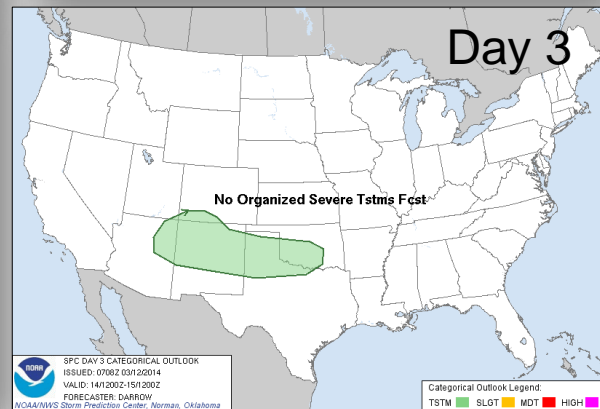 Day 3
No Organized Severe Tstms Fcst
NOAA
SPC DAY 3 CATEGORICAL OUTLOOK
ISSUED: 0708Z 03/12/2014
VALID: 14/1200Z-15/1200Z
FORECASTER: DARROW
NOAA/NWS Storm Prediction Center, Norman, Oklahoma
Categorical Outlook Legend:
TSTM SLGT MDT HIGH